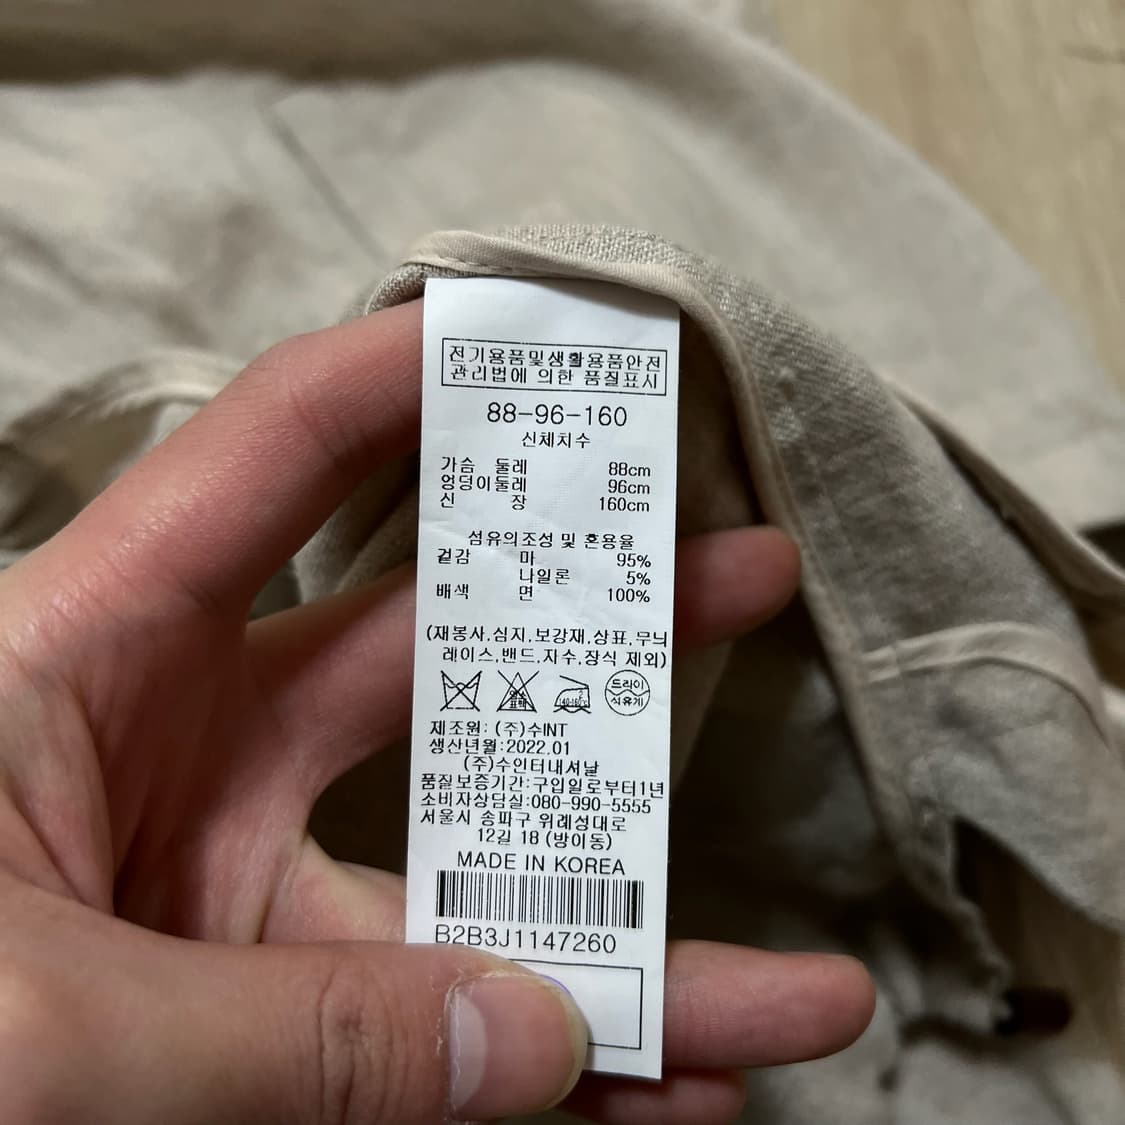 전기용품및생활용품안전
관리법에 의한 품질표시
88-96-160
신체치수
가슴 둘레 88cm
엉덩이둘레 96cm
신 장 160cm
섬유의조성 및 혼용율
겉감 마 95%
나일론 5%
배색 면 100%
(재봉사,심지,보강재,상표,무늬
레이스,밴드,자수,장식 제외)
염소
표백
2
140-160℃
드라이
석유계
제조원: (주)수INT
생산년월:2022.01
(주)수인터내셔날
품질보증기간:구입일로부터1년
소비자상담실:080-990-5555
서울시 송파구 위례성대로
12길 18 (방이동)
MADE IN KOREA
B2B3J1147260